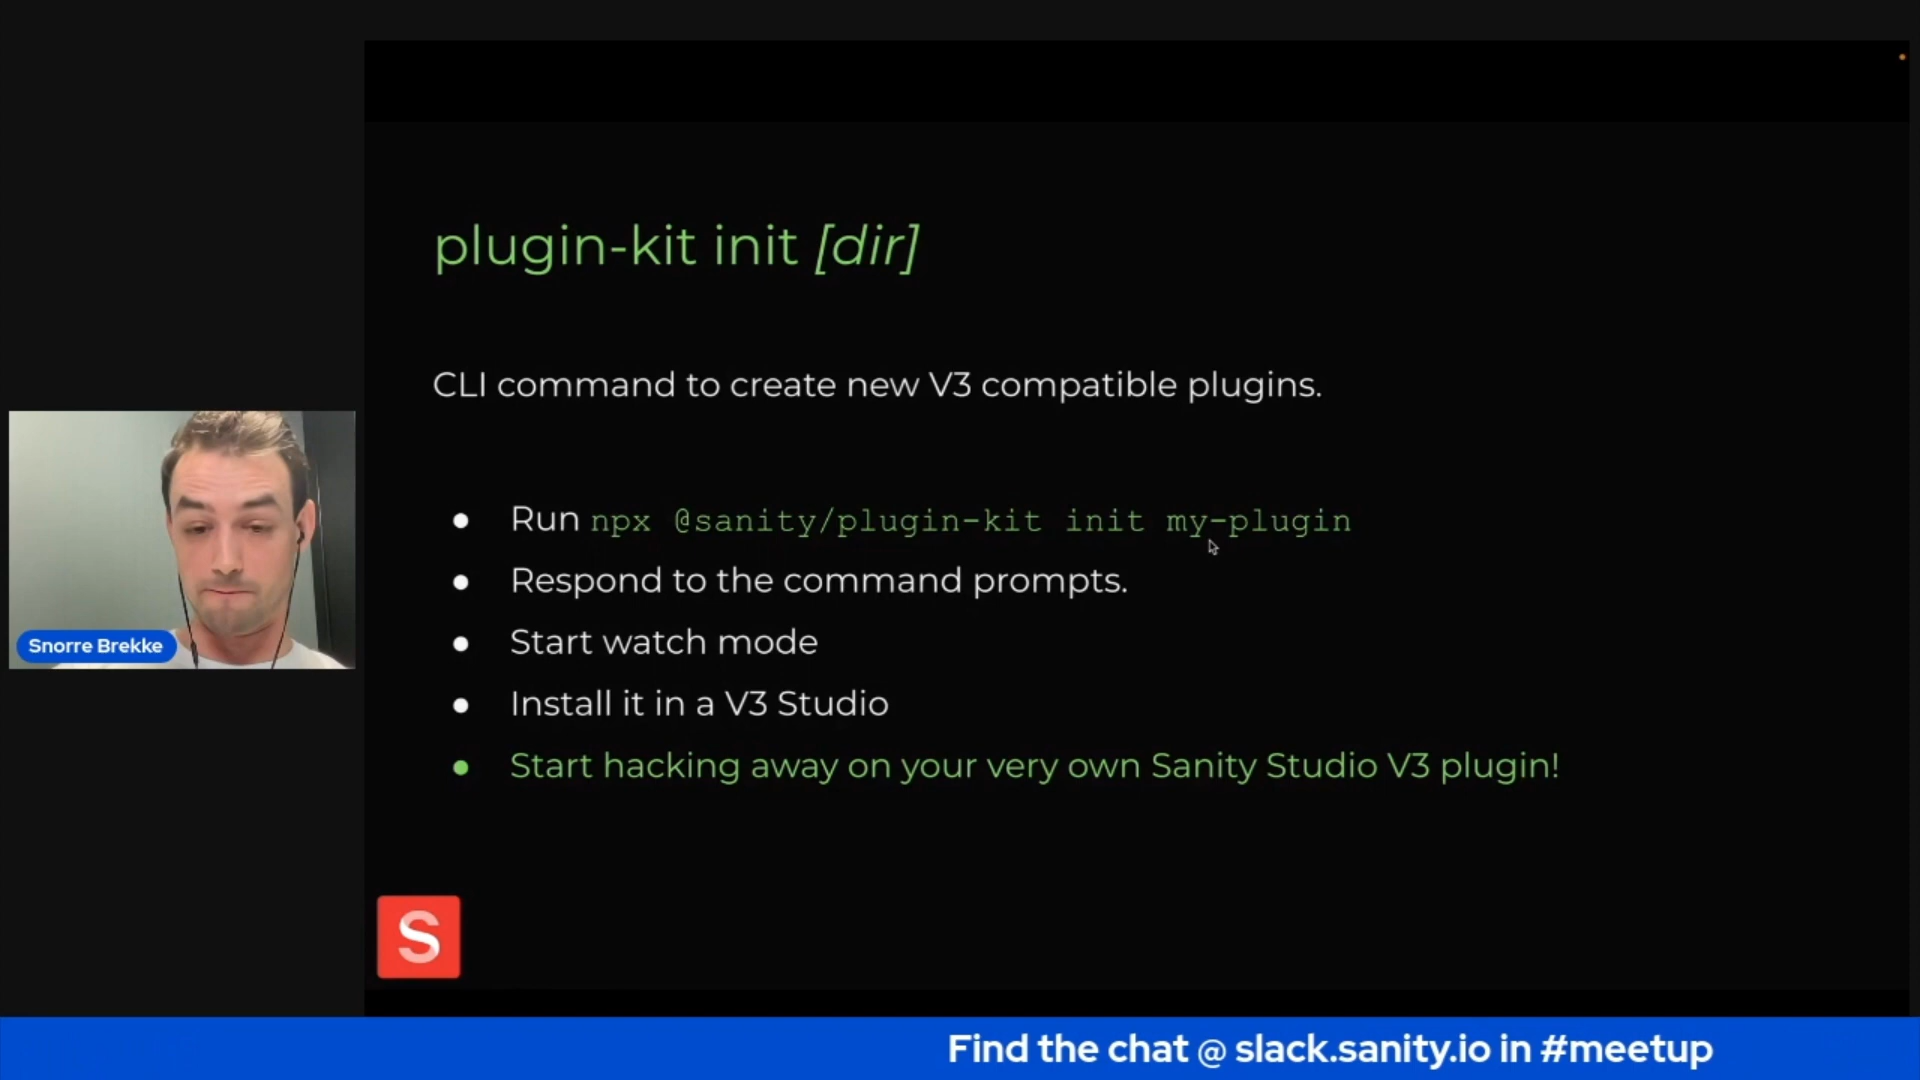 plugin-kit init [dir]
CLI command to create new V3 compatible plugins.
● Run npx @sanity/plugin-kit init my-plugin
● Respond to the command prompts.
● Start watch mode
● Install it in a V3 Studio
● Start hacking away on your very own Sanity Studio V3 plugin!
Snorre Brekke
S
Find the chat @ slack.sanity.io in #meetup